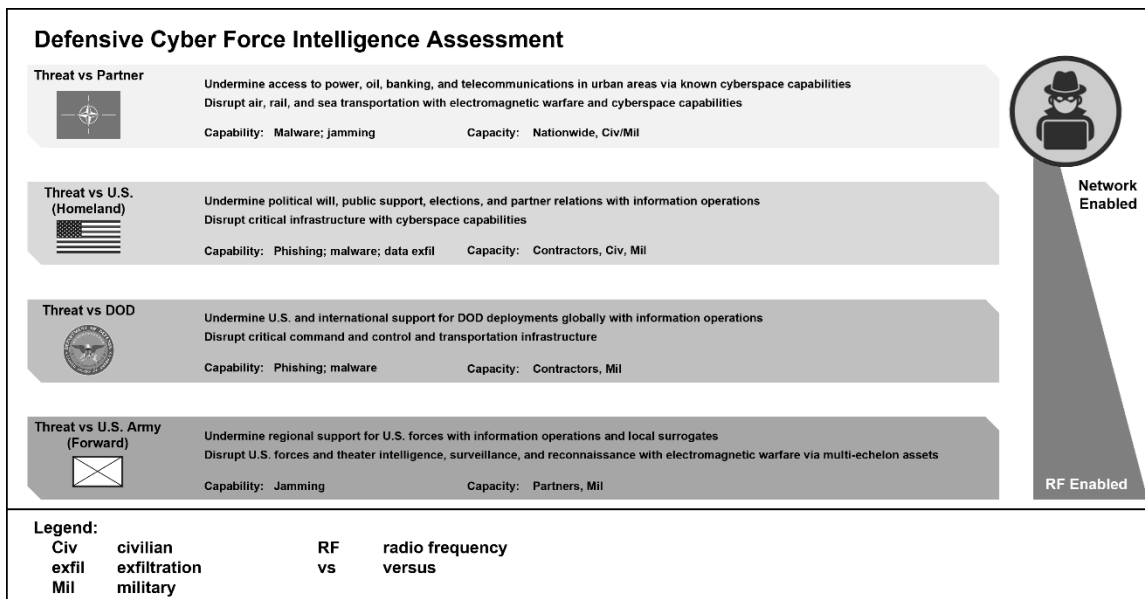 Defensive Cyber Force Intelligence Assessment
Threat vs Partner
Undermine access to power, oil, banking, and telecommunications in urban areas via known cyberspace capabilities
Disrupt air, rail, and sea transportation with electromagnetic warfare and cyberspace capabilities
Capability: Malware; jamming Capacity: Nationwide, Civ/Mil
Network
Enabled
Threat vs U.S.
(Homeland)
Undermine political will, public support, elections, and partner relations with information operations
Disrupt critical infrastructure with cyberspace capabilities
Capability: Phishing; malware; data exfil Capacity: Contractors, Civ, Mil
Threat vs DOD
Undermine U.S. and international support for DOD deployments globally with information operations
Disrupt critical command and control and transportation infrastructure
Capability: Phishing; malware Capacity: Contractors, Mil
Threat vs U.S. Army
(Forward)
Undermine regional support for U.S. forces with information operations and local surrogates
Disrupt U.S. forces and theater intelligence, surveillance, and reconnaissance with electromagnetic warfare via multi-echelon assets
Capability: Jamming Capacity: Partners, Mil
RF Enabled
Legend:
Civ civilian RF radio frequency
exfil exfiltration vs versus
Mil military